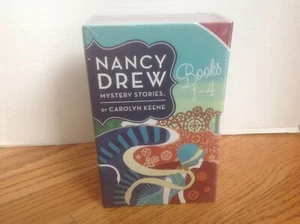 NANCY
DREW
MYSTERY STORIES®
BY CAROLYN KEENE
Books
1-4